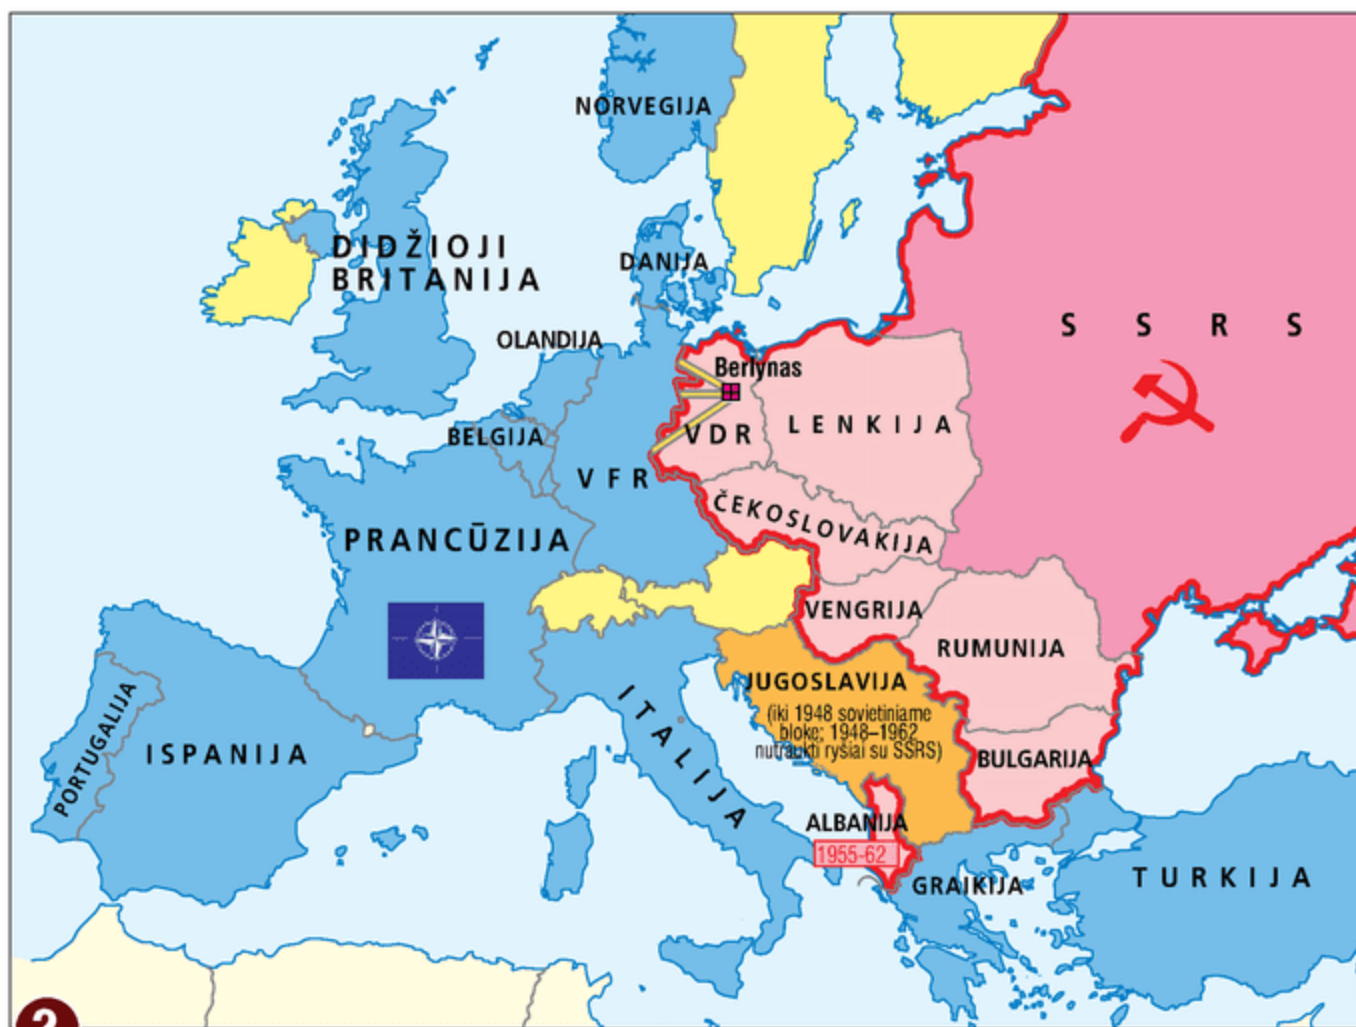 NORVEGIJA
DIDŽIOJI
BRITANIJA
DANIJA
OLANDIJA
S S R S
Berlynas
BELGIJA
VDR
LENKIJA
VFR
ČEKOSLOVAKIJA
PRANCŪZIJA
VENGRIJA
RUMUNIJA
JUGOSLAVIJA
(iki 1948 sovietiniame
bloke; 1948–1962
nutraukti ryšiai su SSRS)
PORTUGALIJA
ISPANIJA
ITALIJA
BULGARIJA
ALBANIJA
1955-62
GRAIKIJA
TURKIJA
2